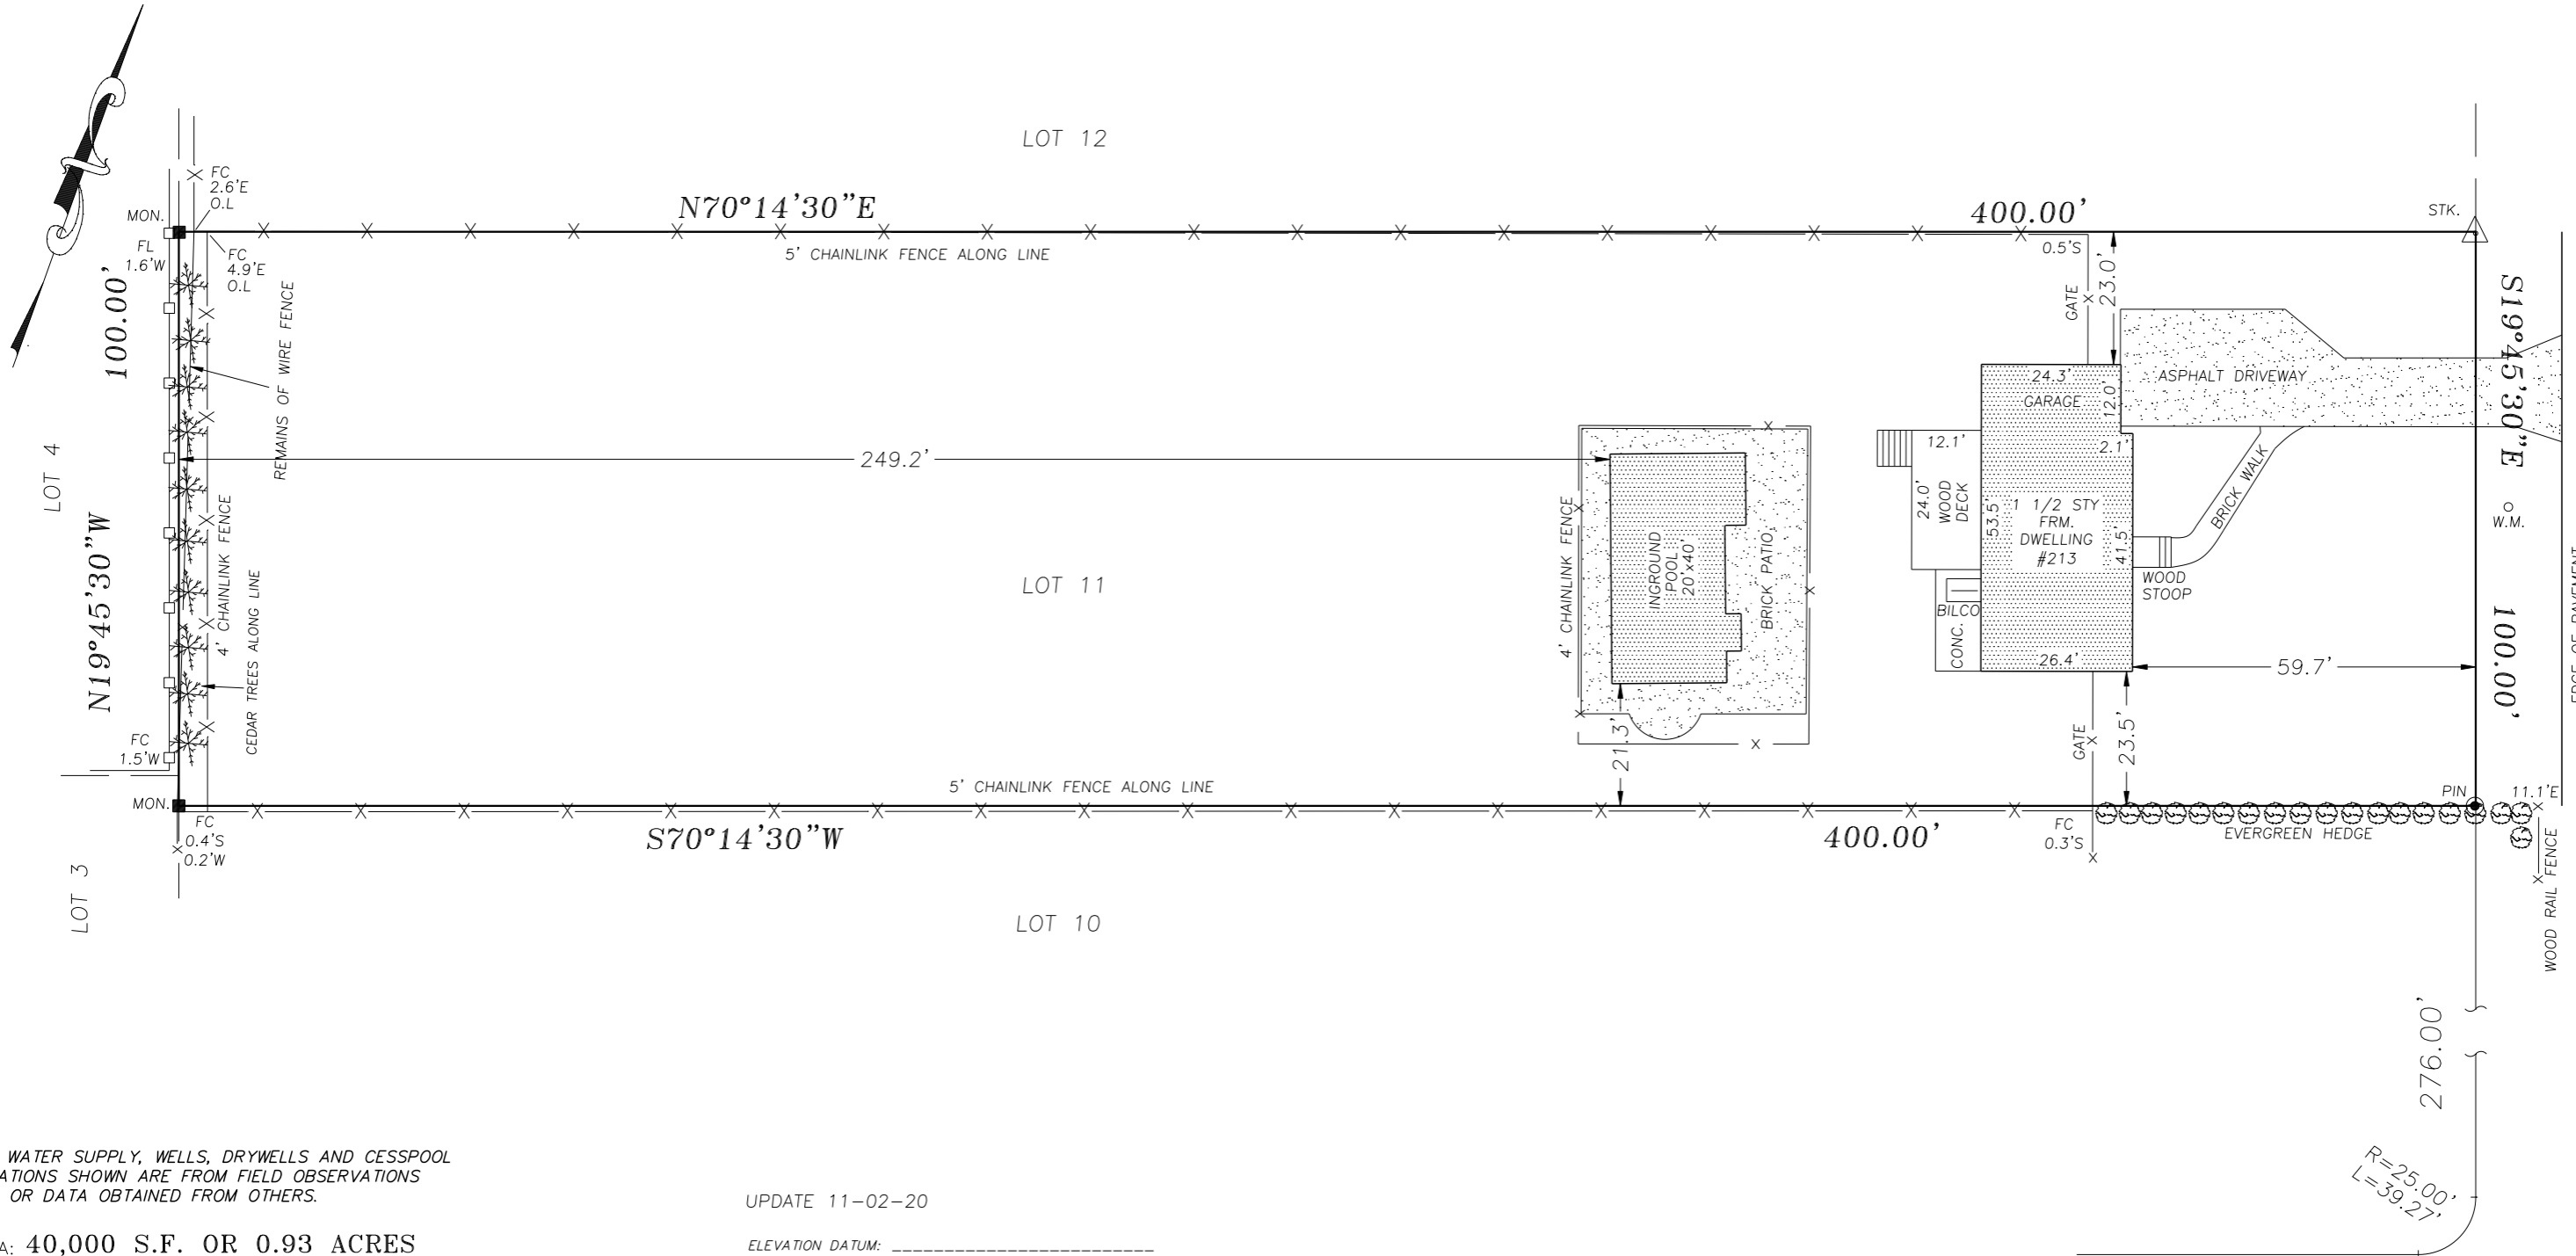 LOT 12
FC
2.6'E
O.L
MON.
N70°14'30"E
400.00'
STK.
FL
1.6'W
FC
4.9'E
O.L
5' CHAINLINK FENCE ALONG LINE
0.5'S
23.0'
GATE
100.00'
N19°45'30"W
S19°45'30"E
100.00'
REMAINS OF WIRE FENCE
24.3'
GARAGE
12.0'
ASPHALT DRIVEWAY
LOT 4
249.2'
12.1'
2.1'
BRICK WALK
4' CHAINLINK FENCE
CEDAR TREES ALONG LINE
4' CHAINLINK FENCE
INGROUND
POOL
20'x40'
BRICK PATIO
24.0'
WOOD
DECK
53.5'
1 1/2 STY
FRM.
DWELLING
#213
41.5'
W.M.
EDGE OF PAVEMENT
LOT 11
WOOD
STOOP
BILCO
CONC.
26.4'
59.7'
21.3'
GATE
23.5'
FC
1.5'W
MON.
5' CHAINLINK FENCE ALONG LINE
PIN
11.1'E
FC
0.4'S
0.2'W
S70°14'30"W
400.00'
FC
0.3'S
EVERGREEN HEDGE
WOOD RAIL FENCE
LOT 3
LOT 10
276.00'
R=25.00'
L=39.27'
WATER SUPPLY, WELLS, DRYWELLS AND CESSPOOL
ATIONS SHOWN ARE FROM FIELD OBSERVATIONS
OR DATA OBTAINED FROM OTHERS.
UPDATE 11-02-20
A: 40,000 S.F. OR 0.93 ACRES
ELEVATION DATUM: _________________________